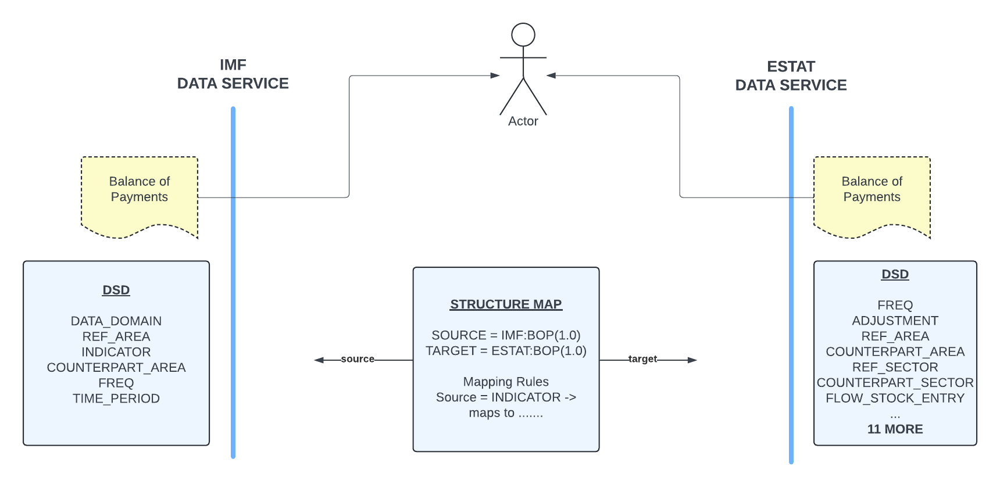 IMF
DATA SERVICE
ESTAT
DATA SERVICE
Actor
Balance of
Payments
Balance of
Payments
DSD
DATA_DOMAIN
REF_AREA
INDICATOR
COUNTERPART_AREA
FREQ
TIME_PERIOD
source
STRUCTURE MAP
SOURCE = IMF:BOP(1.0)
TARGET = ESTAT:BOP(1.0)
Mapping Rules
Source = INDICATOR ->
maps to .......
target
DSD
FREQ
ADJUSTMENT
REF_AREA
COUNTERPART_AREA
REF_SECTOR
COUNTERPART_SECTOR
FLOW_STOCK_ENTRY
...
11 MORE